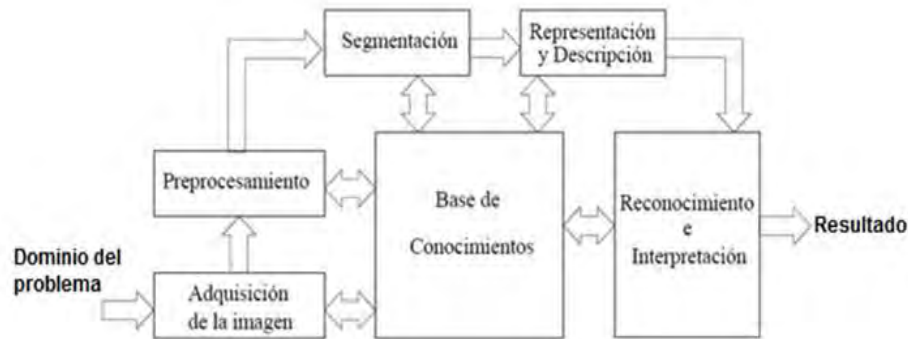 Segmentación
Representación
y Descripción
Preprocesamiento
Base de
Conocimientos
Reconocimiento
e
Interpretación
Resultado
Dominio del
problema
Adquisición
de la imagen